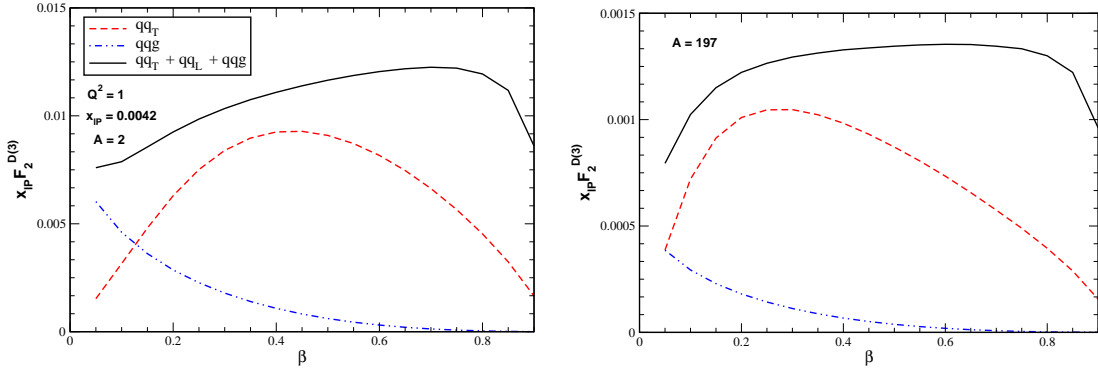 0.015
0.01
0.005
0
x_IP F_2^D(3)
qq_T
qqg
qq_T + qq_L + qqg
Q^2 = 1
x_IP = 0.0042
A = 2
0 0.2 0.4 0.6 0.8
β
0.0015
0.001
0.0005
0
x_IP F_2^D(3)
A = 197
0 0.2 0.4 0.6 0.8
β